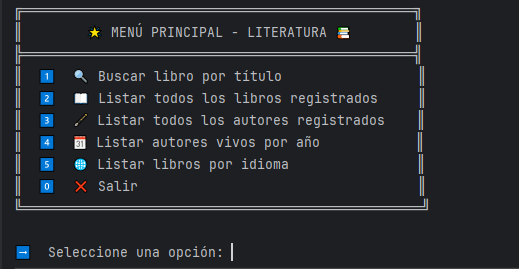 ⭐ MENÚ PRINCIPAL - LITERATURA 📚
1️⃣ 🔍 Buscar libro por título
2️⃣ 📖 Listar todos los libros registrados
3️⃣ 🖋️ Listar todos los autores registrados
4️⃣ 📅 Listar autores vivos por año
5️⃣ 🌐 Listar libros por idioma
0️⃣ ❌ Salir
➡️ Seleccione una opción: